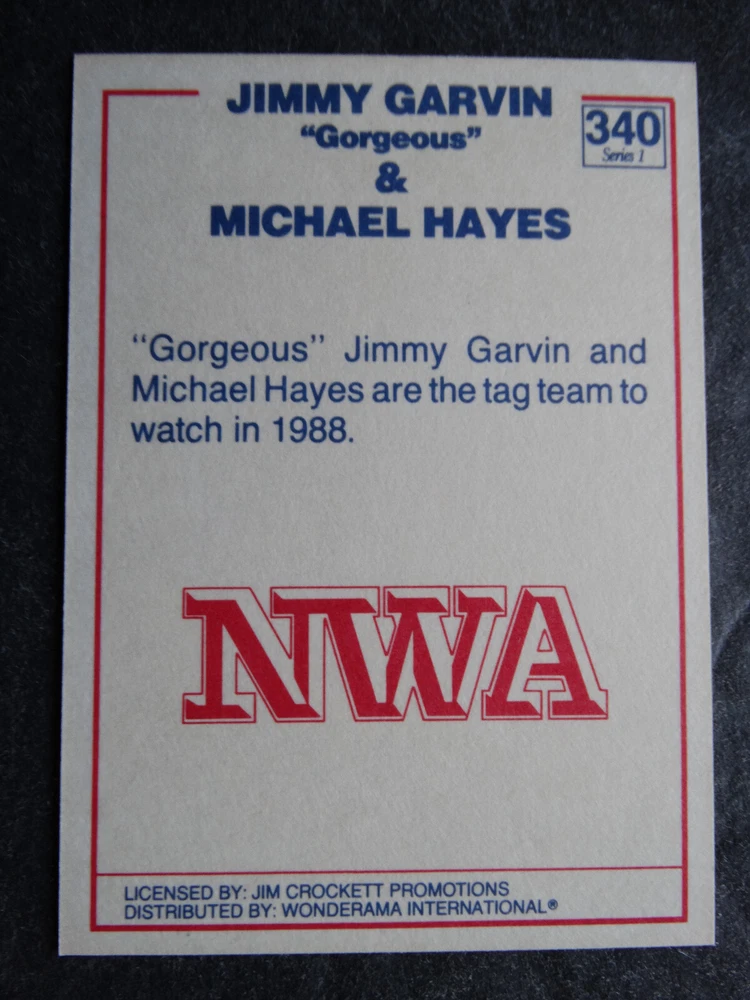 JIMMY GARVIN
“Gorgeous”
&
MICHAEL HAYES
340
Series 1
“Gorgeous” Jimmy Garvin and
Michael Hayes are the tag team to
watch in 1988.
NWA
LICENSED BY: JIM CROCKETT PROMOTIONS
DISTRIBUTED BY: WONDERAMA INTERNATIONAL®